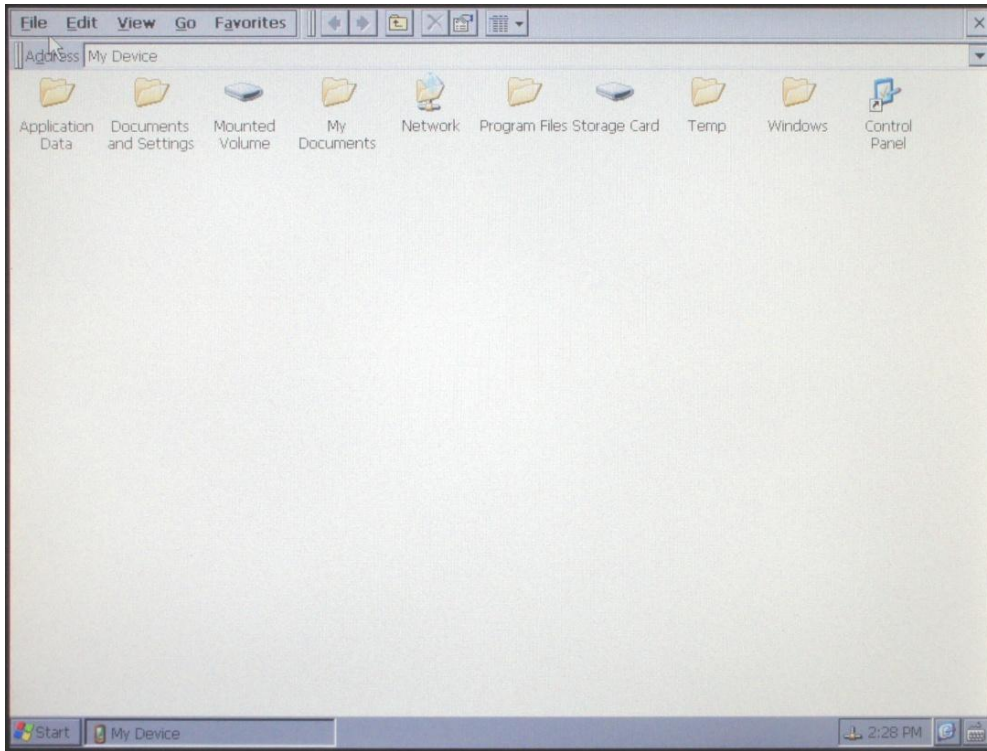 File Edit View Go Favorites
Address My Device
Application Data
Documents and Settings
Mounted Volume
My Documents
Network
Program Files
Storage Card
Temp
Windows
Control Panel
Start My Device 2:28 PM